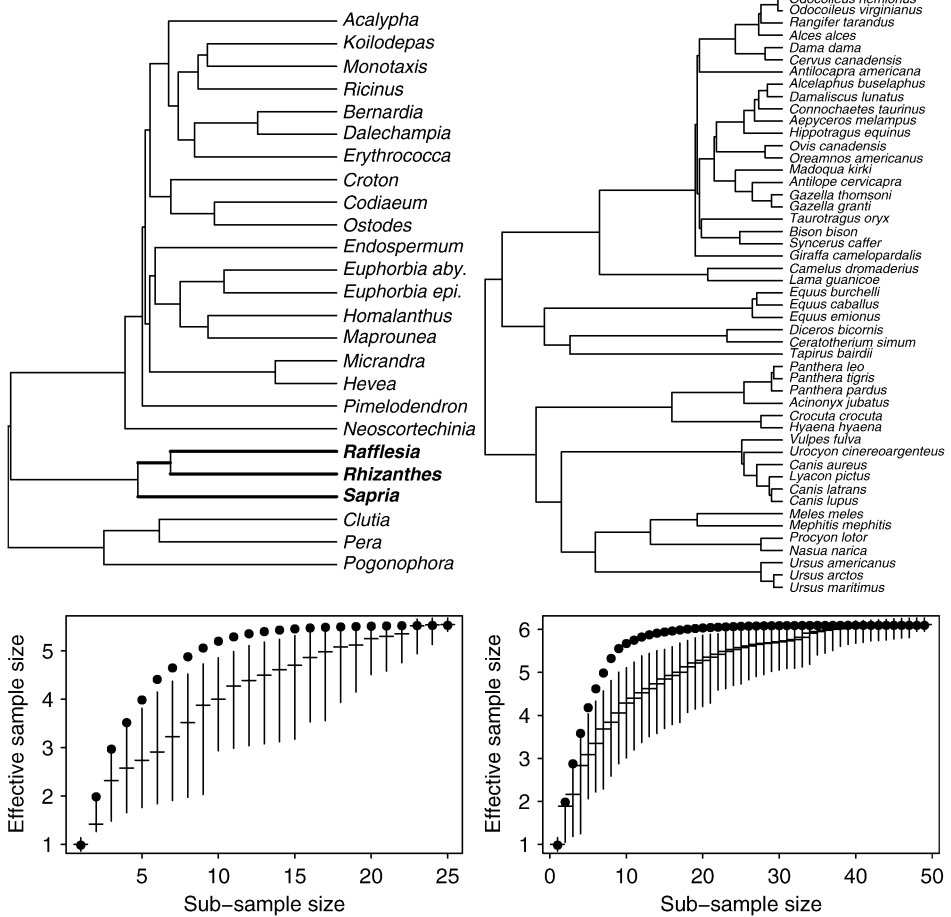 Acalypha
Koilodepas
Monotaxis
Ricinus
Bernardia
Dalechampia
Erythrococca
Croton
Codiaeum
Ostodes
Endospermum
Euphorbia aby.
Euphorbia epi.
Homalanthus
Maprounea
Micrandra
Hevea
Pimelodendron
Neoscortechinia
Rafflesia
Rhizanthes
Sapria
Clutia
Pera
Pogonophora
Odocoileus hemionus
Odocoileus virginianus
Rangifer tarandus
Alces alces
Dama dama
Cervus canadensis
Antilocapra americana
Alcelaphus buselaphus
Damaliscus lunatus
Connochaetes taurinus
Aepyceros melampus
Hippotragus equinus
Ovis canadensis
Oreamnos americanus
Madoqua kirki
Antilope cervicapra
Gazella thomsoni
Gazella granti
Taurotragus oryx
Bison bison
Syncerus caffer
Giraffa camelopardalis
Camelus dromaderius
Lama guanicoe
Equus burchelli
Equus caballus
Equus emionus
Diceros bicornis
Ceratotherium simum
Tapirus bairdii
Panthera leo
Panthera tigris
Panthera pardus
Acinonyx jubatus
Crocuta crocuta
Hyaena hyaena
Vulpes fulva
Urocyon cinereoargenteus
Canis aureus
Lyacon pictus
Canis latrans
Canis lupus
Meles meles
Mephitis mephitis
Procyon lotor
Nasua narica
Ursus americanus
Ursus arctos
Ursus maritimus
Effective sample size
5
4
3
2
1
5 10 15 20 25
Sub−sample size
Effective sample size
6
5
4
3
2
1
0 10 20 30 40 50
Sub−sample size